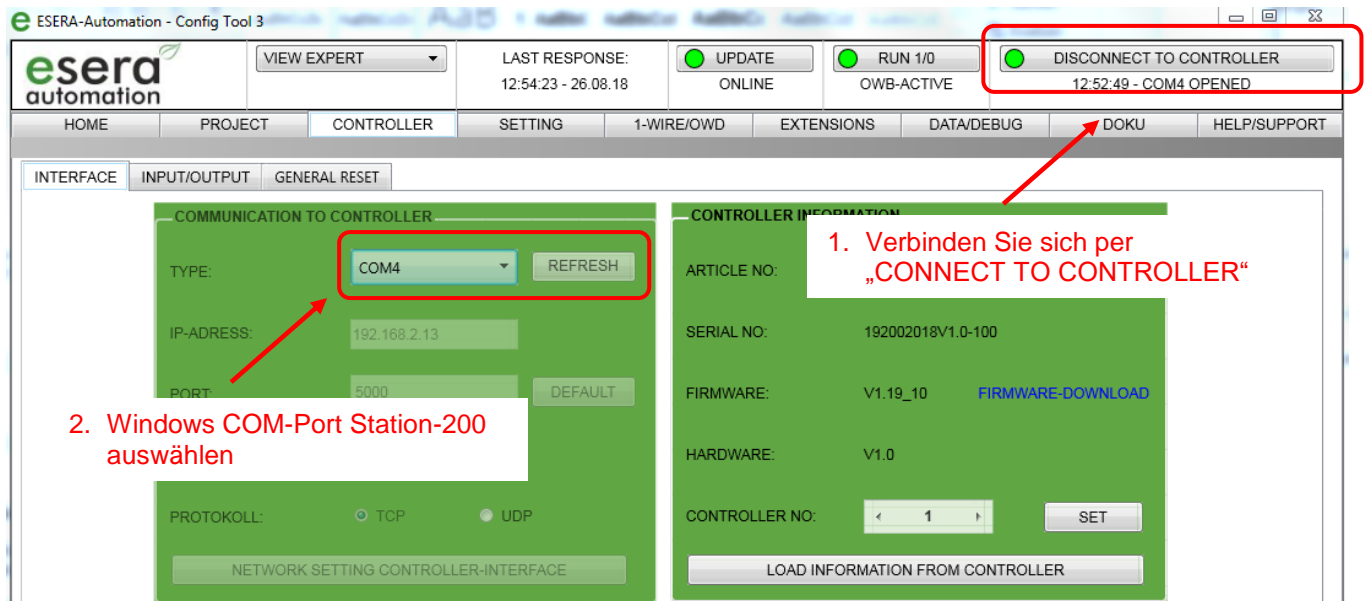 ESERA-Automation - Config Tool 3
esera
automation
VIEW EXPERT
LAST RESPONSE:
12:54:23 - 26.08.18
UPDATE
ONLINE
RUN 1/0
OWB-ACTIVE
DISCONNECT TO CONTROLLER
12:52:49 - COM4 OPENED
HOME PROJECT CONTROLLER SETTING 1-WIRE/OWD EXTENSIONS DATA/DEBUG DOKU HELP/SUPPORT
INTERFACE INPUT/OUTPUT GENERAL RESET
COMMUNICATION TO CONTROLLER
TYPE: COM4 REFRESH
IP-ADRESS: 192.168.2.13
PORT: 5000 DEFAULT
2. Windows COM-Port Station-200
auswählen
PROTOKOLL: TCP UDP
NETWORK SETTING CONTROLLER-INTERFACE
CONTROLLER INFORMATION
1. Verbinden Sie sich per
„CONNECT TO CONTROLLER“
ARTICLE NO:
SERIAL NO: 192002018V1.0-100
FIRMWARE: V1.19_10 FIRMWARE-DOWNLOAD
HARDWARE: V1.0
CONTROLLER NO: 1 SET
LOAD INFORMATION FROM CONTROLLER